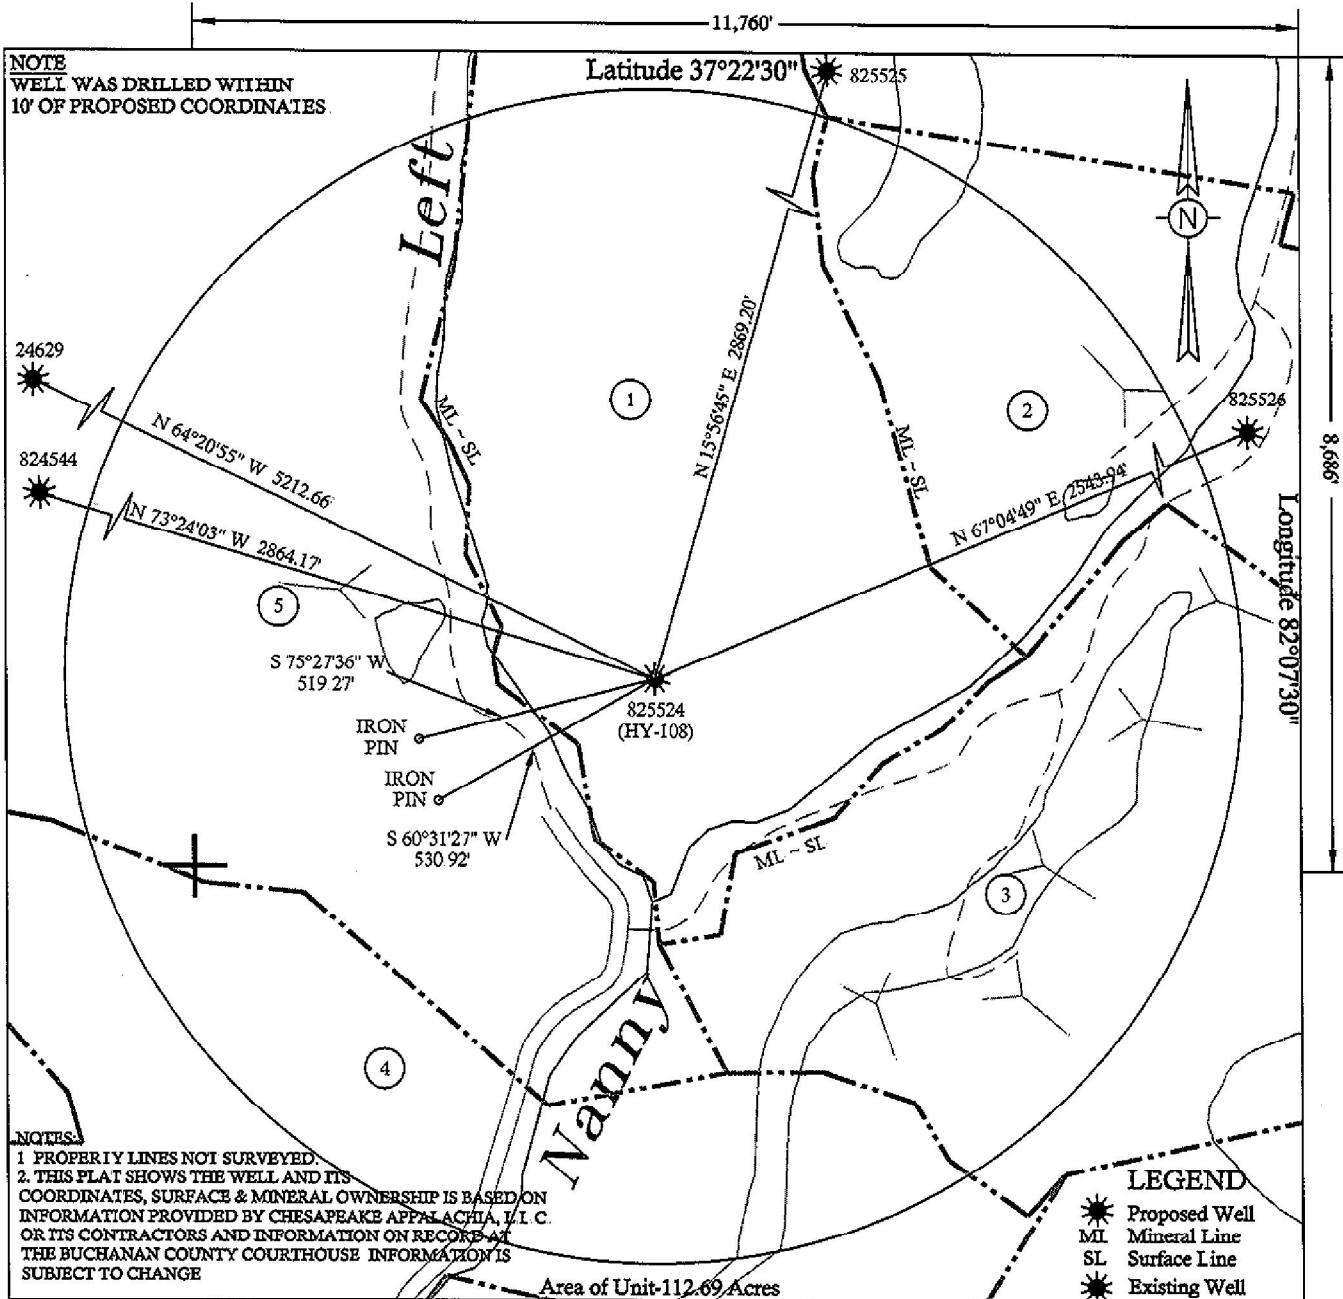 11,760'
NOTE
WELL WAS DRILLED WITHIN
10' OF PROPOSED COORDINATES
Latitude 37°22'30"
825525
Left
N
24629
N 64°20'55" W 5212.66'
824544
N 73°24'03" W 2864.17'
ML ~ SL
1
N 15°56'45" E 2869.20'
2
ML ~ SL
825526
N 67°04'49" E 2543.94'
8,686'
Longitude 82°07'30"
5
S 75°27'36" W
519.27'
IRON
PIN
825524
(HY-108)
IRON
PIN
S 60°31'27" W
530.92'
ML ~ SL
3
4
Nanny
NOTES:
1 PROPERTY LINES NOT SURVEYED.
2. THIS PLAT SHOWS THE WELL AND ITS
COORDINATES, SURFACE & MINERAL OWNERSHIP IS BASED ON
INFORMATION PROVIDED BY CHESAPEAKE APPALACHIA, L.L.C.
OR ITS CONTRACTORS AND INFORMATION ON RECORD AT
THE BUCHANAN COUNTY COURTHOUSE INFORMATION IS
SUBJECT TO CHANGE
Area of Unit-112.69 Acres
LEGEND
Proposed Well
ML Mineral Line
SL Surface Line
Existing Well